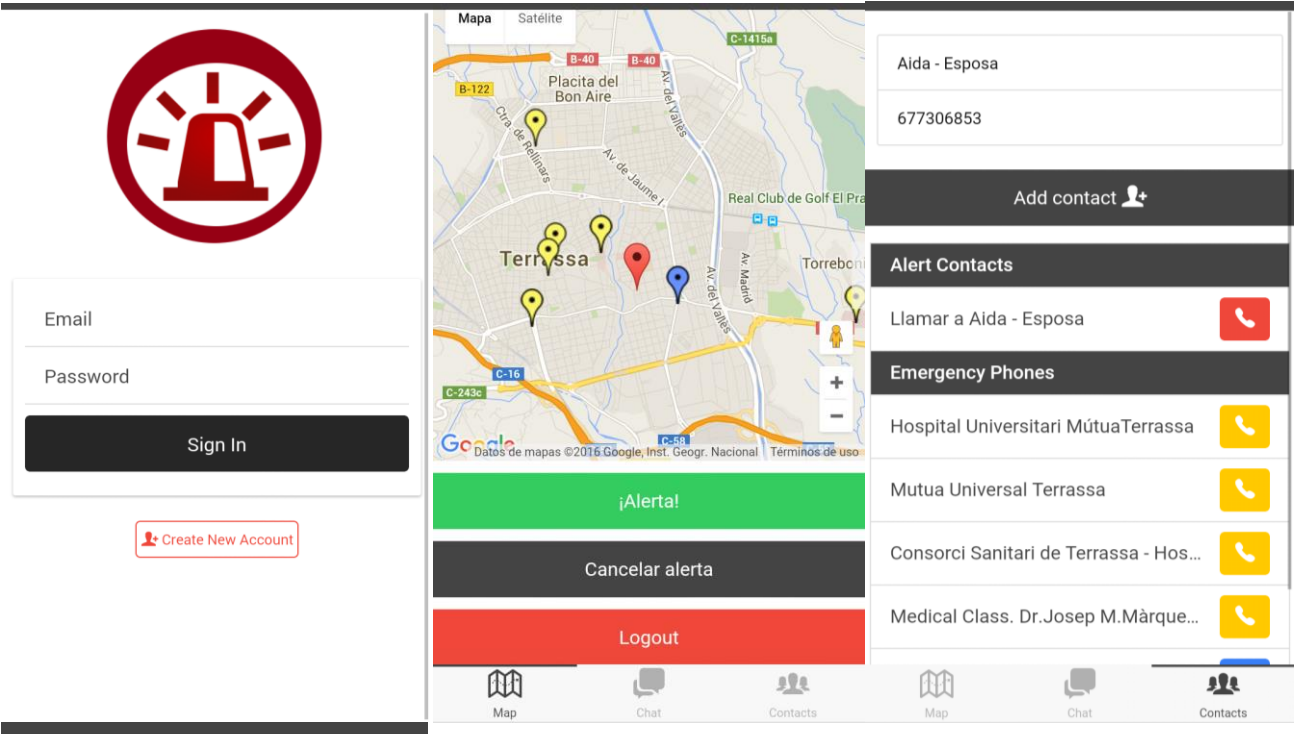 Email
Password
Sign In
Create New Account
Mapa
Satélite
C-1415a
B-40
B-40
Placita del
Bon Aire
B-122
Av. del Vallès
Ctra. de Rellinars
Av. de Jaume I.
Real Club de Golf El Pra
Terrassa
Torreboni
Av. Madrid
Av. del Vallès
C-16
C-243c
C-58
Google
Datos de mapas ©2016 Google, Inst. Geogr. Nacional
Términos de uso
¡Alerta!
Cancelar alerta
Logout
Map
Chat
Contacts
Aida - Esposa
677306853
Add contact
Alert Contacts
Llamar a Aida - Esposa
Emergency Phones
Hospital Universitari MútuaTerrassa
Mutua Universal Terrassa
Consorci Sanitari de Terrassa - Hos...
Medical Class. Dr.Josep M.Màrque...
Map
Chat
Contacts